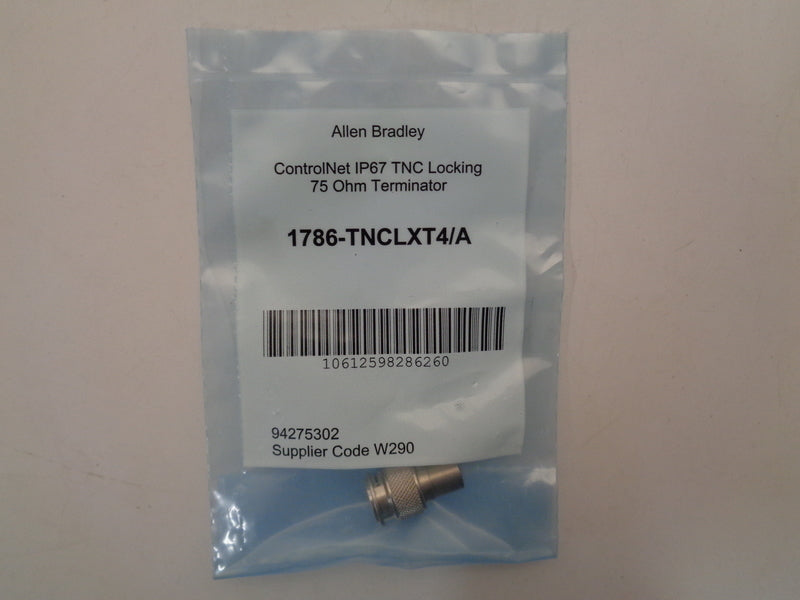 Allen Bradley
ControlNet IP67 TNC Locking
75 Ohm Terminator
1786-TNCLXT4/A
10612598286260
94275302
Supplier Code W290